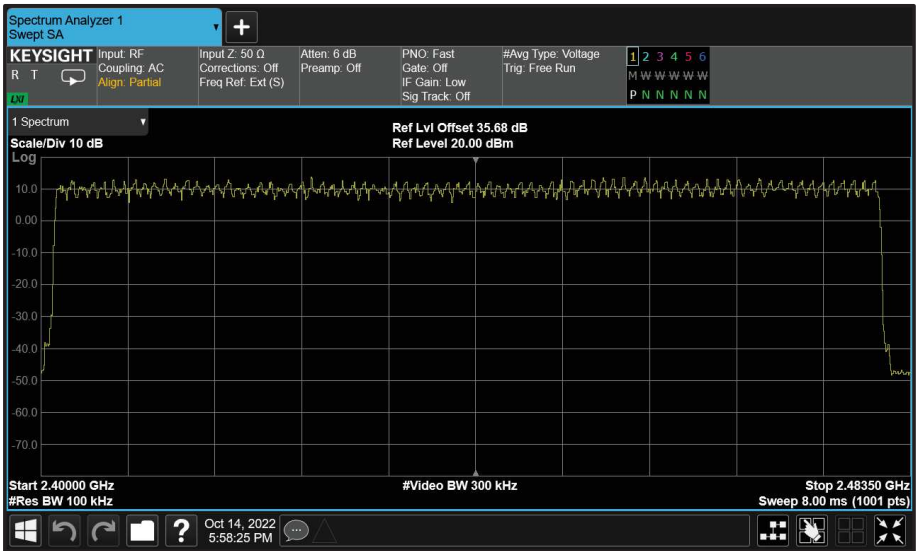 Spectrum Analyzer 1
Swept SA
+
KEYSIGHT Input: RF Input Z: 50 Ω Atten: 6 dB PNO: Fast #Avg Type: Voltage 1 2 3 4 5 6
R T Coupling: AC Corrections: Off Preamp: Off Gate: Off Trig: Free Run M W W W W W
Align: Partial Freq Ref: Ext (S) IF Gain: Low
LXI Sig Track: Off P N N N N N
1 Spectrum
Ref Lvl Offset 35.68 dB
Scale/Div 10 dB Ref Level 20.00 dBm
Log
10.0
0.00
-10.0
-20.0
-30.0
-40.0
-50.0
-60.0
-70.0
Start 2.40000 GHz #Video BW 300 kHz Stop 2.48350 GHz
#Res BW 100 kHz Sweep 8.00 ms (1001 pts)
? Oct 14, 2022
5:58:25 PM